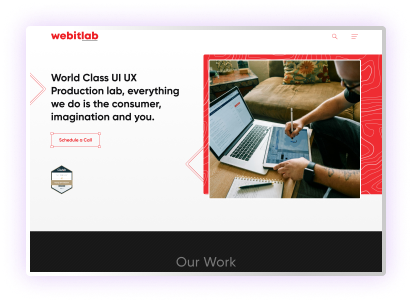 webitlab
World Class UI UX
Production lab, everything
we do is the consumer,
imagination and you.
Schedule a Call
Our Work